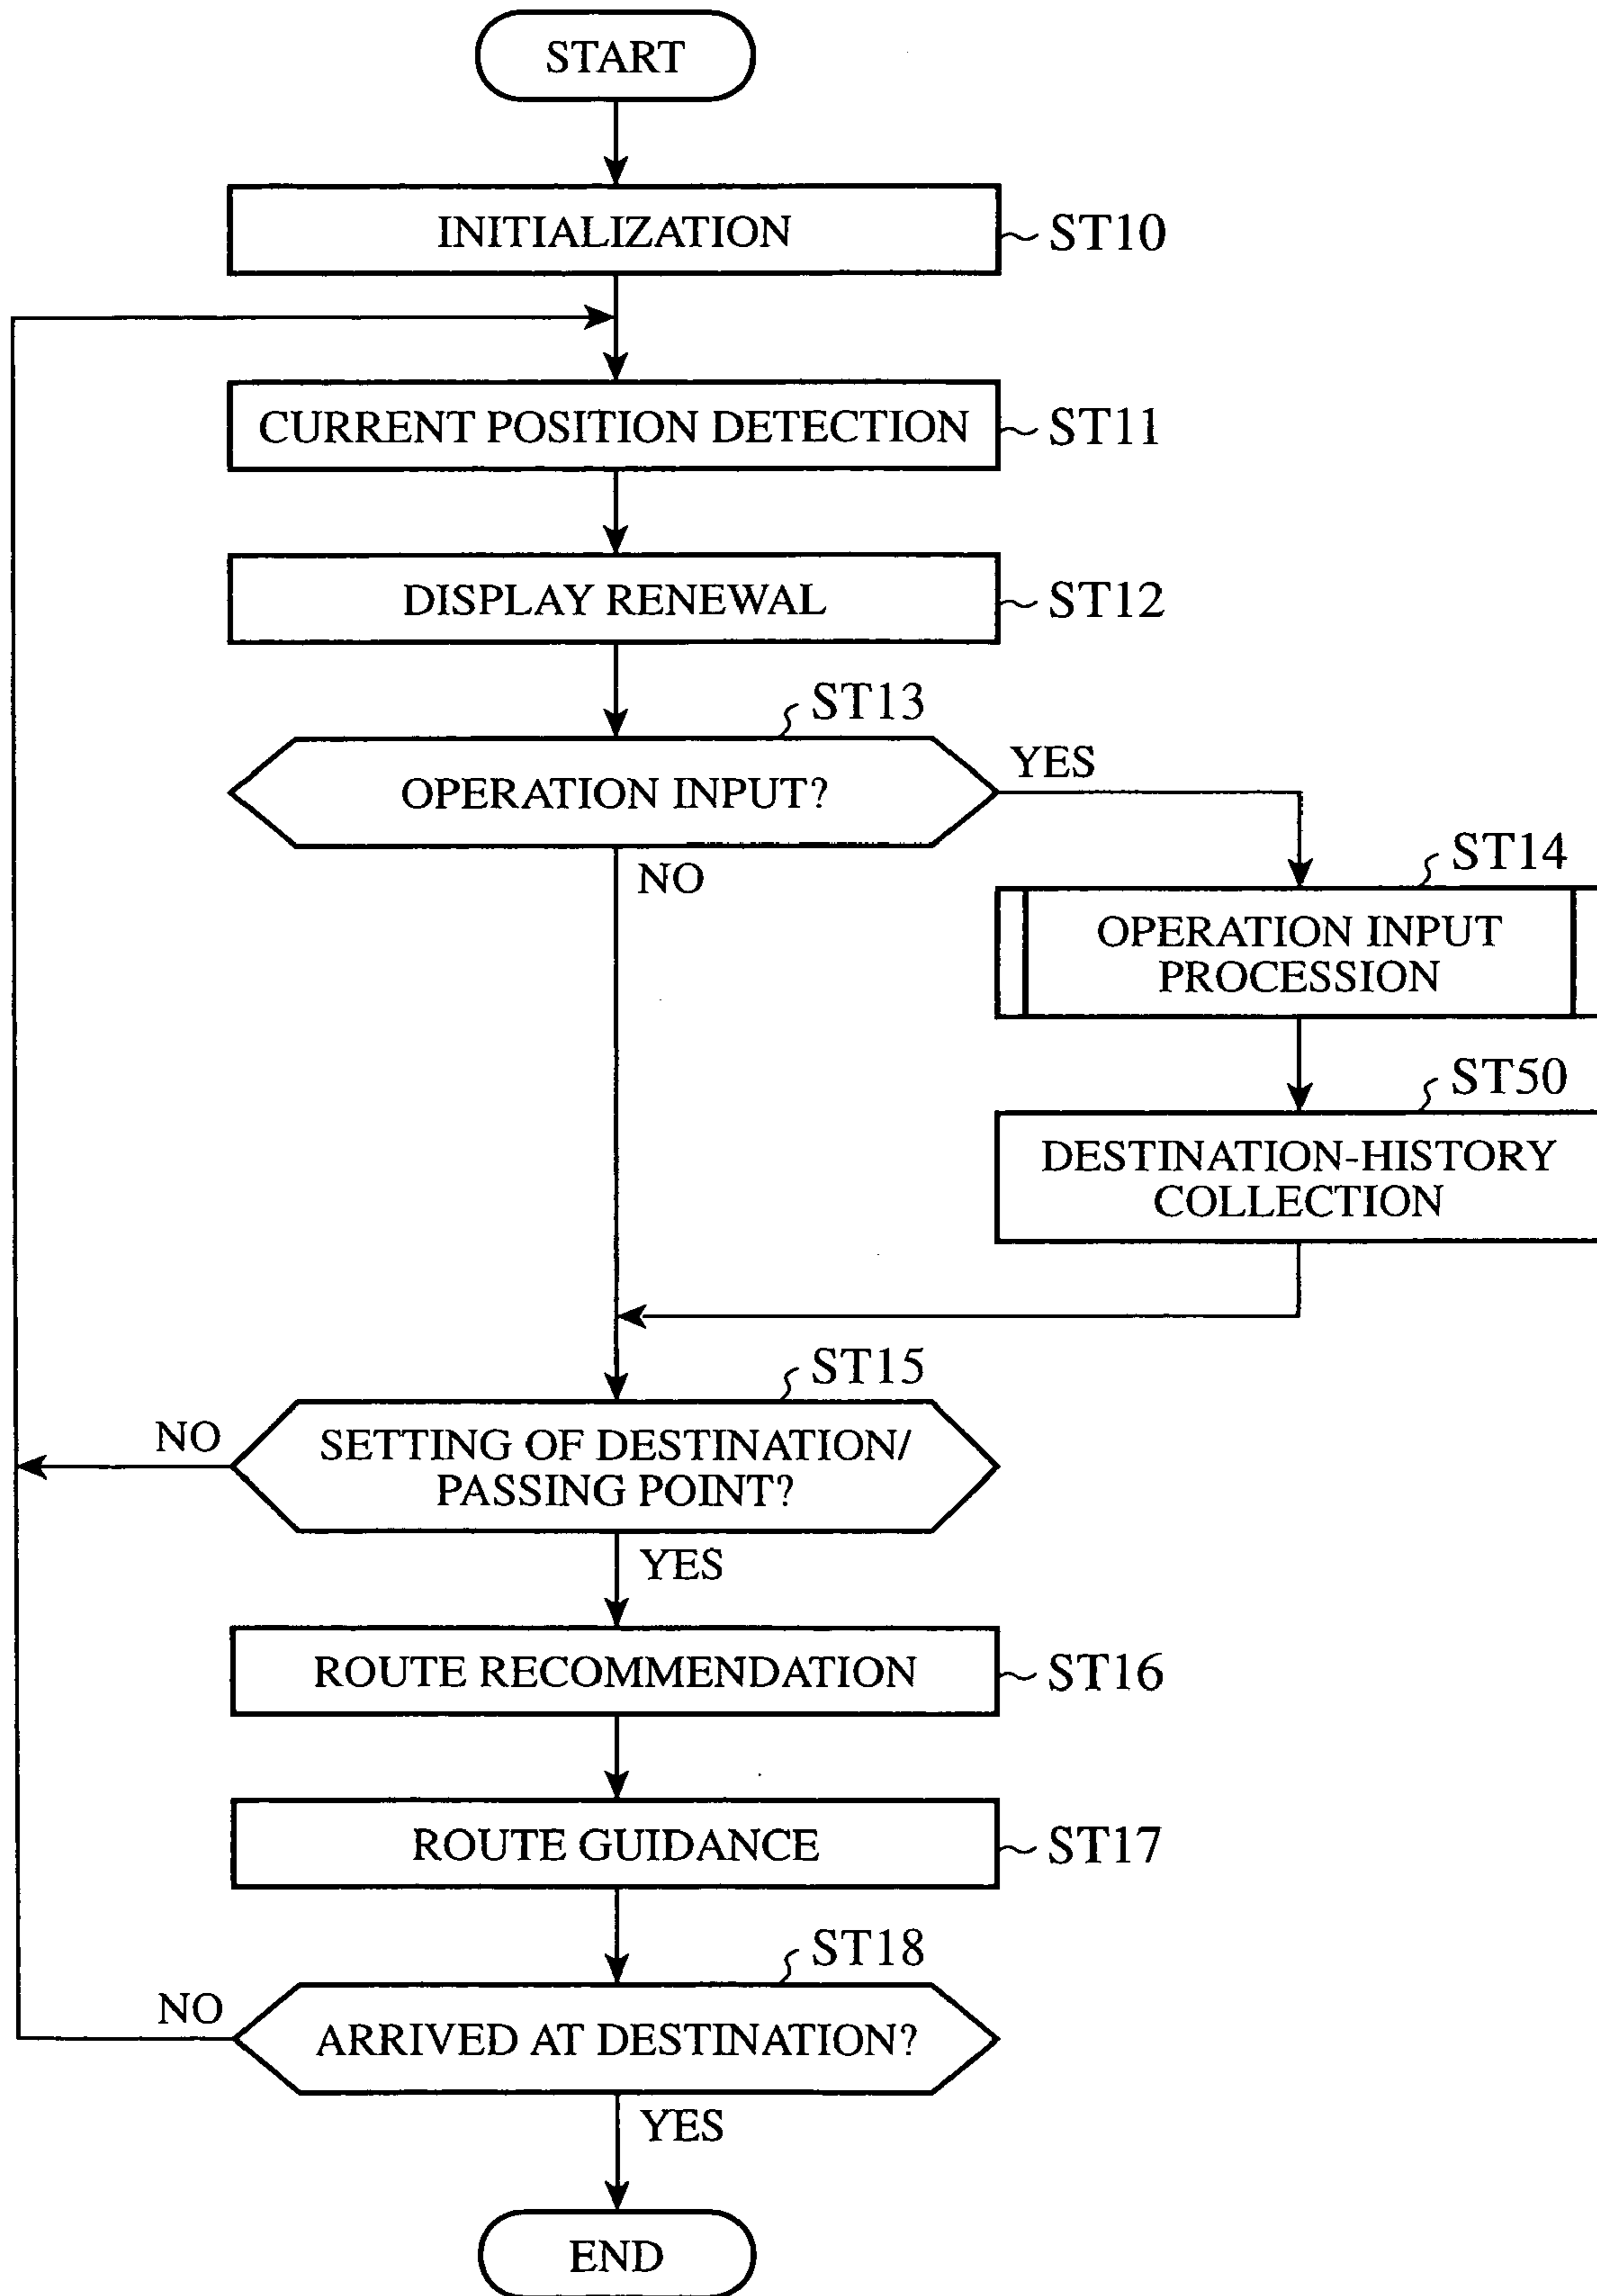 START
INITIALIZATION
ST10
CURRENT POSITION DETECTION
ST11
DISPLAY RENEWAL
ST12
ST13
OPERATION INPUT?
YES
NO
ST14
OPERATION INPUT
PROCESSION
ST50
DESTINATION-HISTORY
COLLECTION
ST15
NO
SETTING OF DESTINATION/
PASSING POINT?
YES
ROUTE RECOMMENDATION
ST16
ROUTE GUIDANCE
ST17
ST18
NO
ARRIVED AT DESTINATION?
YES
END